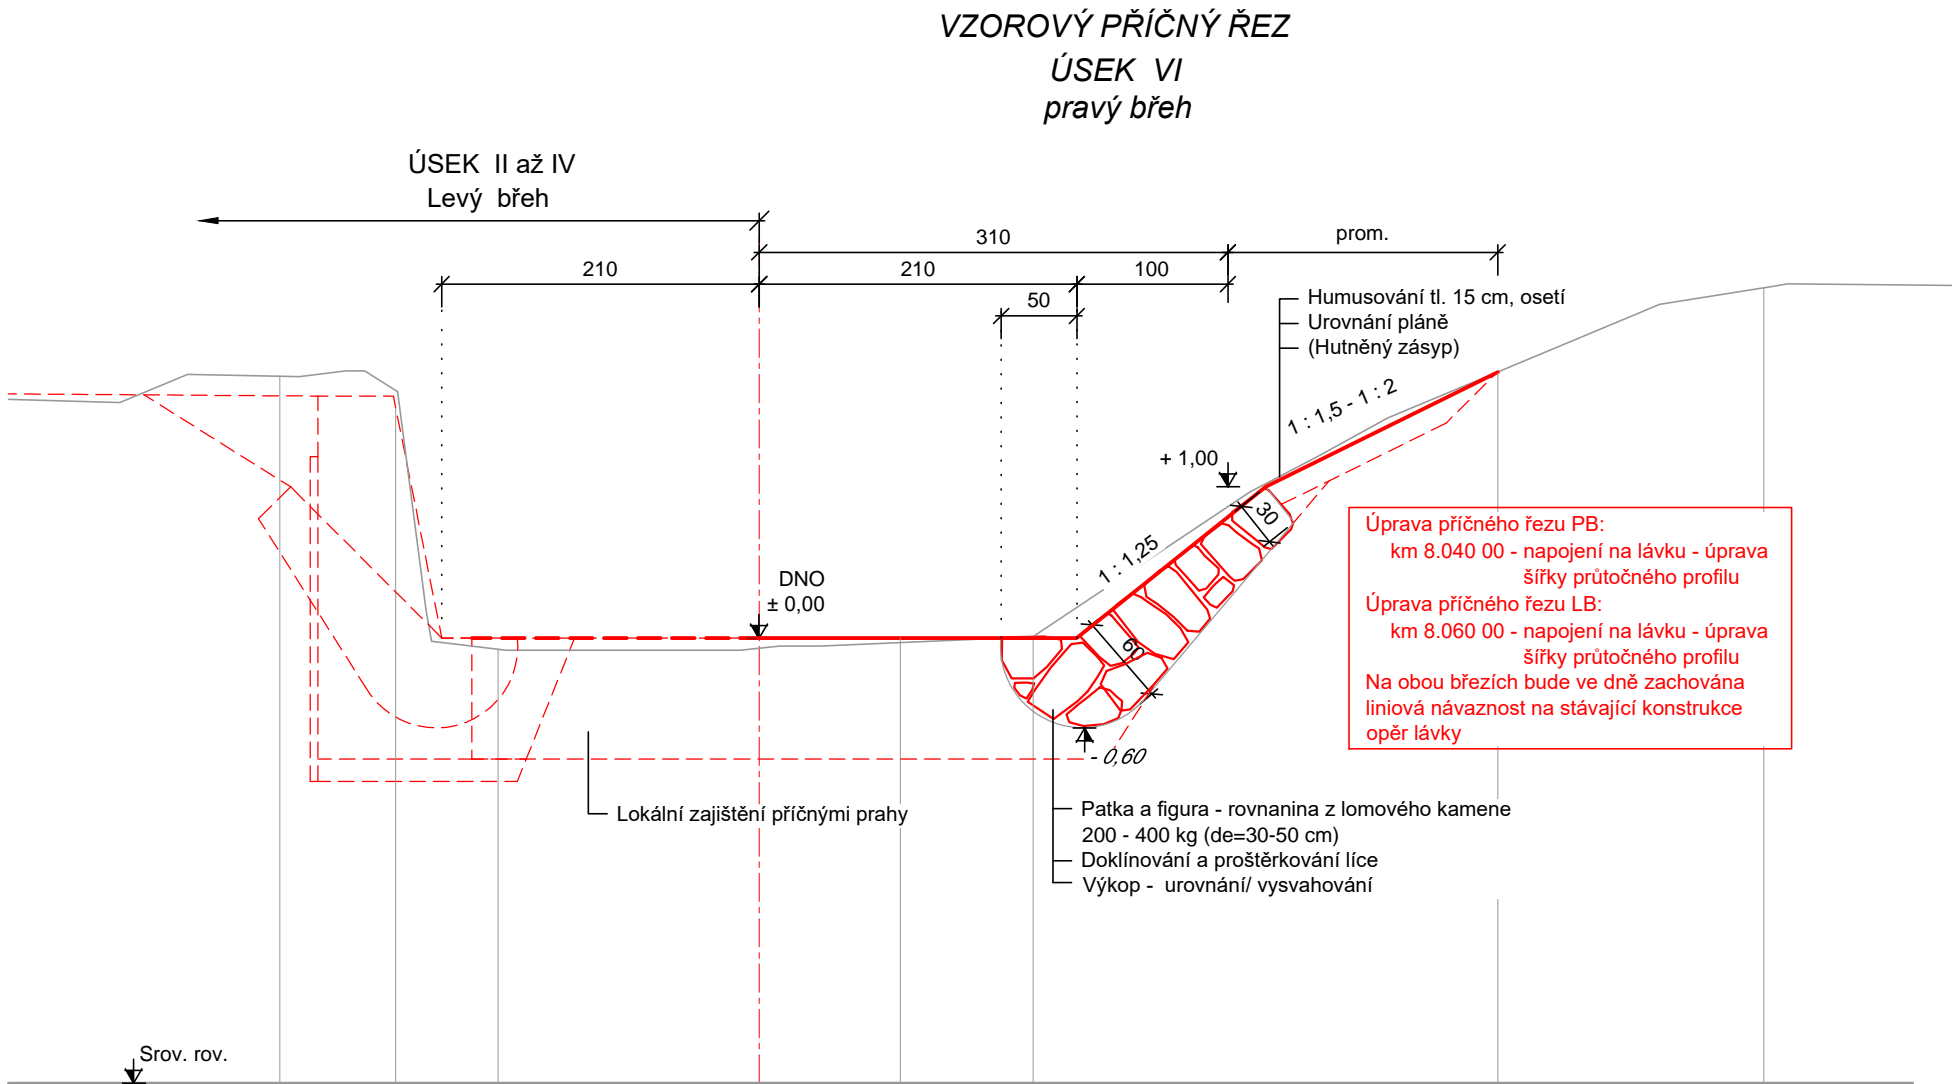 VZOROVÝ PŘÍČNÝ ŘEZ
ÚSEK VI
pravý břeh
ÚSEK II až IV
Levý břeh
310
prom.
210
210
100
50
Humusování tl. 15 cm, osetí
Urovnání pláně
(Hutněný zásyp)
1 : 1,5 - 1 : 2
+ 1,00
30
1 : 1,25
DNO
± 0,00
60
- 0,60
Úprava příčného řezu PB:
km 8.040 00 - napojení na lávku - úprava
šířky průtočného profilu
Úprava příčného řezu LB:
km 8.060 00 - napojení na lávku - úprava
šířky průtočného profilu
Na obou březích bude ve dně zachována
liniová návaznost na stávající konstrukce
opěr lávky
Lokální zajištění příčnými prahy
Patka a figura - rovnanina z lomového kamene
200 - 400 kg (de=30-50 cm)
Doklínování a proštěrkování líce
Výkop - urovnání/ vysvahování
Srov. rov.